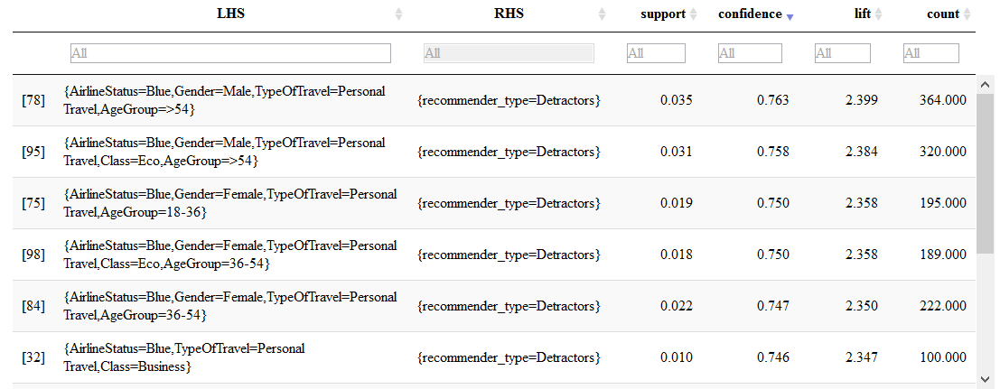 LHS RHS support confidence lift count
All All All All All All
[78] {AirlineStatus=Blue,Gender=Male,TypeOfTravel=Personal
Travel,AgeGroup=>54} {recommender_type=Detractors} 0.035 0.763 2.399 364.000
[95] {AirlineStatus=Blue,Gender=Male,TypeOfTravel=Personal
Travel,Class=Eco,AgeGroup=>54} {recommender_type=Detractors} 0.031 0.758 2.384 320.000
[75] {AirlineStatus=Blue,Gender=Female,TypeOfTravel=Personal
Travel,AgeGroup=18-36} {recommender_type=Detractors} 0.019 0.750 2.358 195.000
[98] {AirlineStatus=Blue,Gender=Female,TypeOfTravel=Personal
Travel,Class=Eco,AgeGroup=36-54} {recommender_type=Detractors} 0.018 0.750 2.358 189.000
[84] {AirlineStatus=Blue,Gender=Female,TypeOfTravel=Personal
Travel,AgeGroup=36-54} {recommender_type=Detractors} 0.022 0.747 2.350 222.000
[32] {AirlineStatus=Blue,TypeOfTravel=Personal
Travel,Class=Business} {recommender_type=Detractors} 0.010 0.746 2.347 100.000